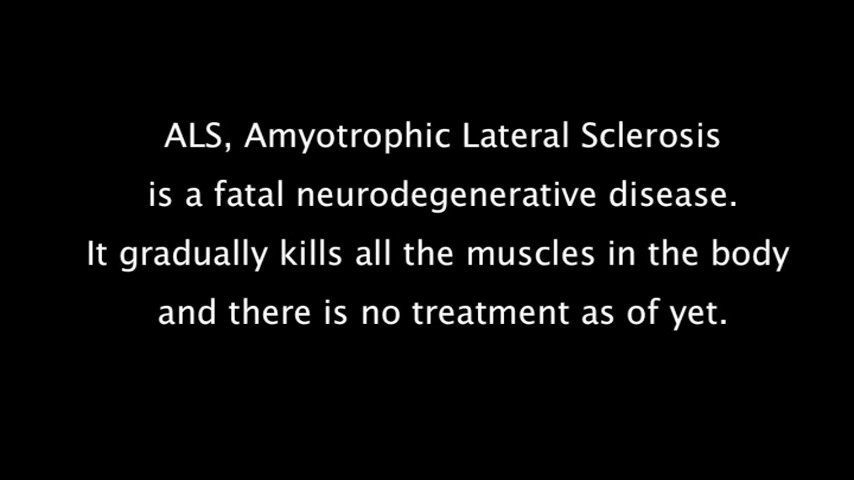 ALS, Amyotrophic Lateral Sclerosis
is a fatal neurodegenerative disease.
It gradually kills all the muscles in the body
and there is no treatment as of yet.